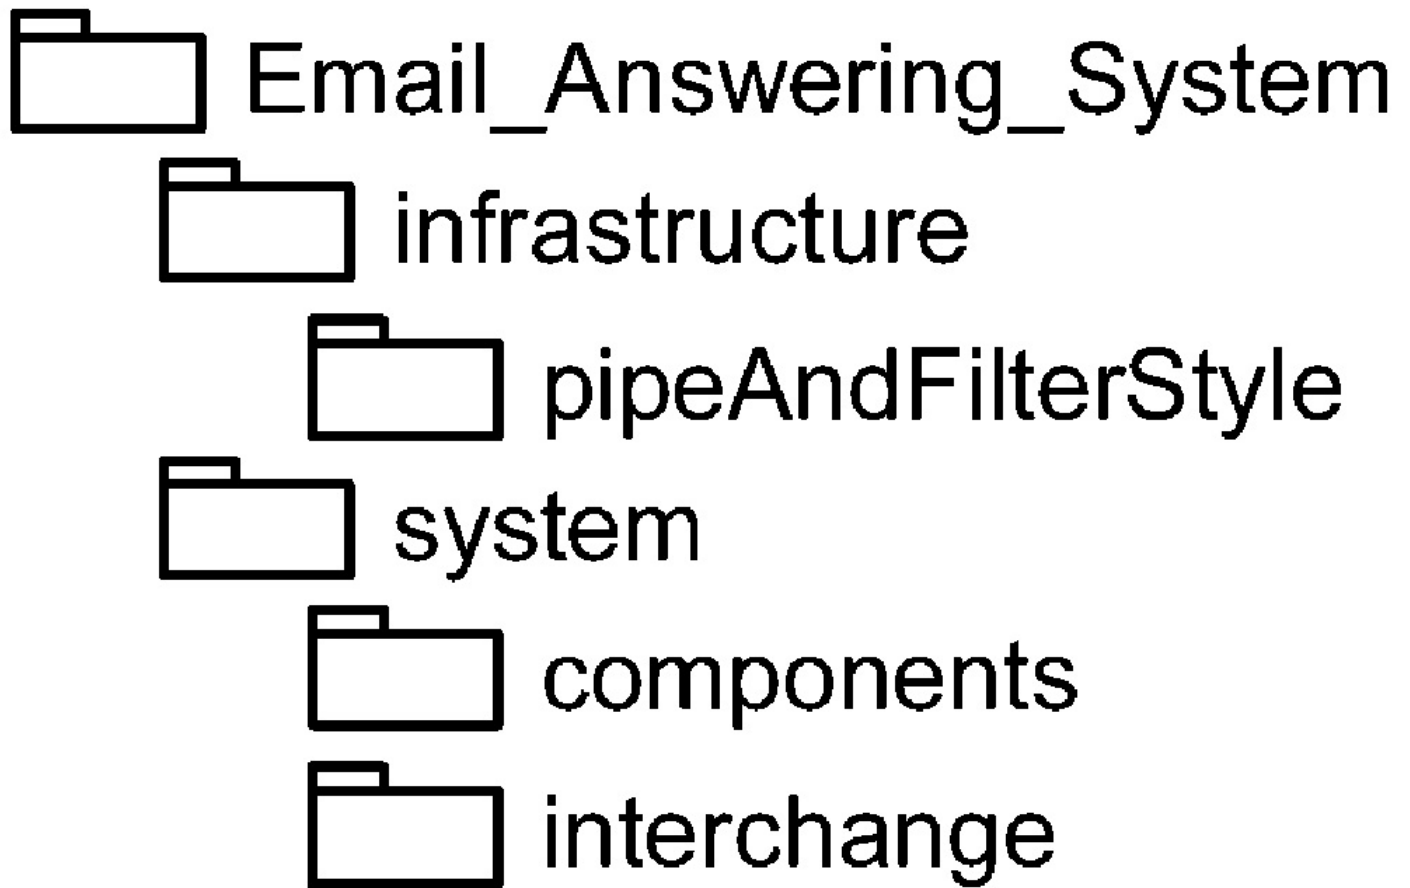 Email_Answering_System
infrastructure
pipeAndFilterStyle
system
components
interchange